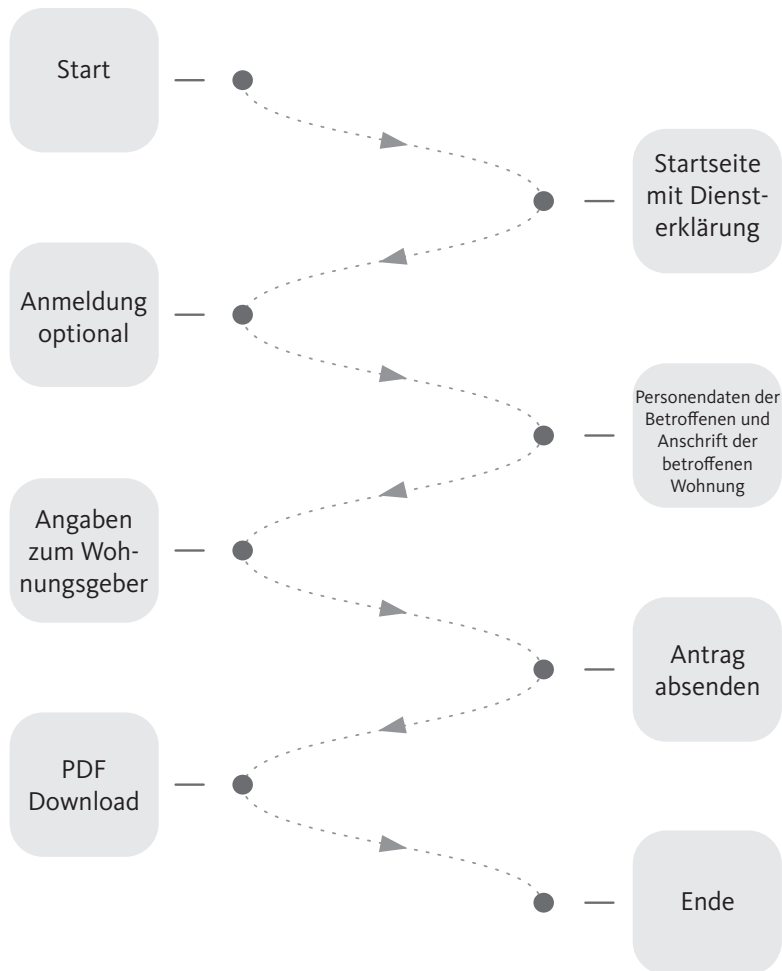 Start
Startseite
mit Dienst-
erklärung
Anmeldung
optional
Personendaten der
Betroffenen und
Anschrift der
betroffenen
Wohnung
Angaben
zum Woh-
nungsgeber
Antrag
absenden
PDF
Download
Ende